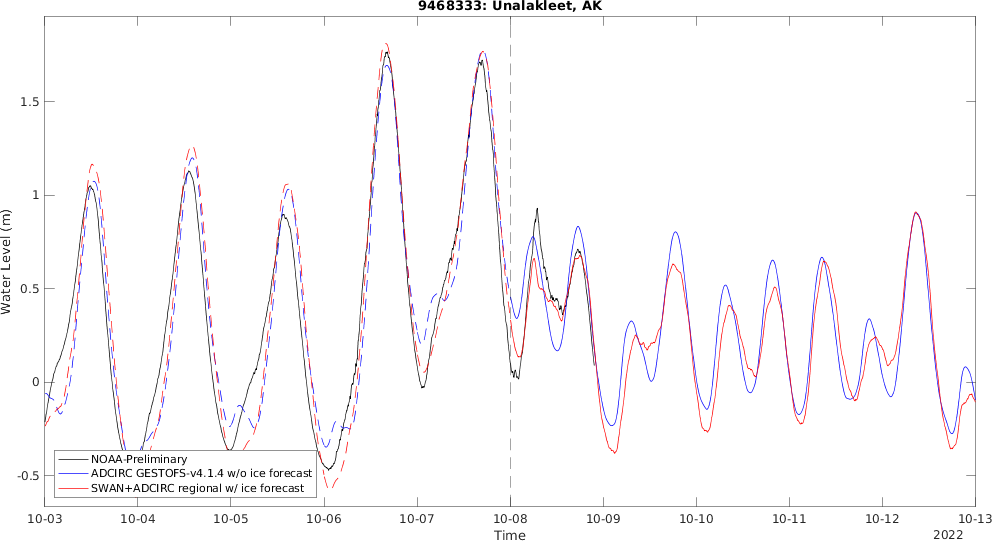 9468333: Unalakleet, AK
Water Level (m)
1.5
1
0.5
0
-0.5
NOAA-Preliminary
ADCIRC GESTOFS-v4.1.4 w/o ice forecast
SWAN+ADCIRC regional w/ ice forecast
10-03 10-04 10-05 10-06 10-07 10-08 10-09 10-10 10-11 10-12 10-13
Time
2022